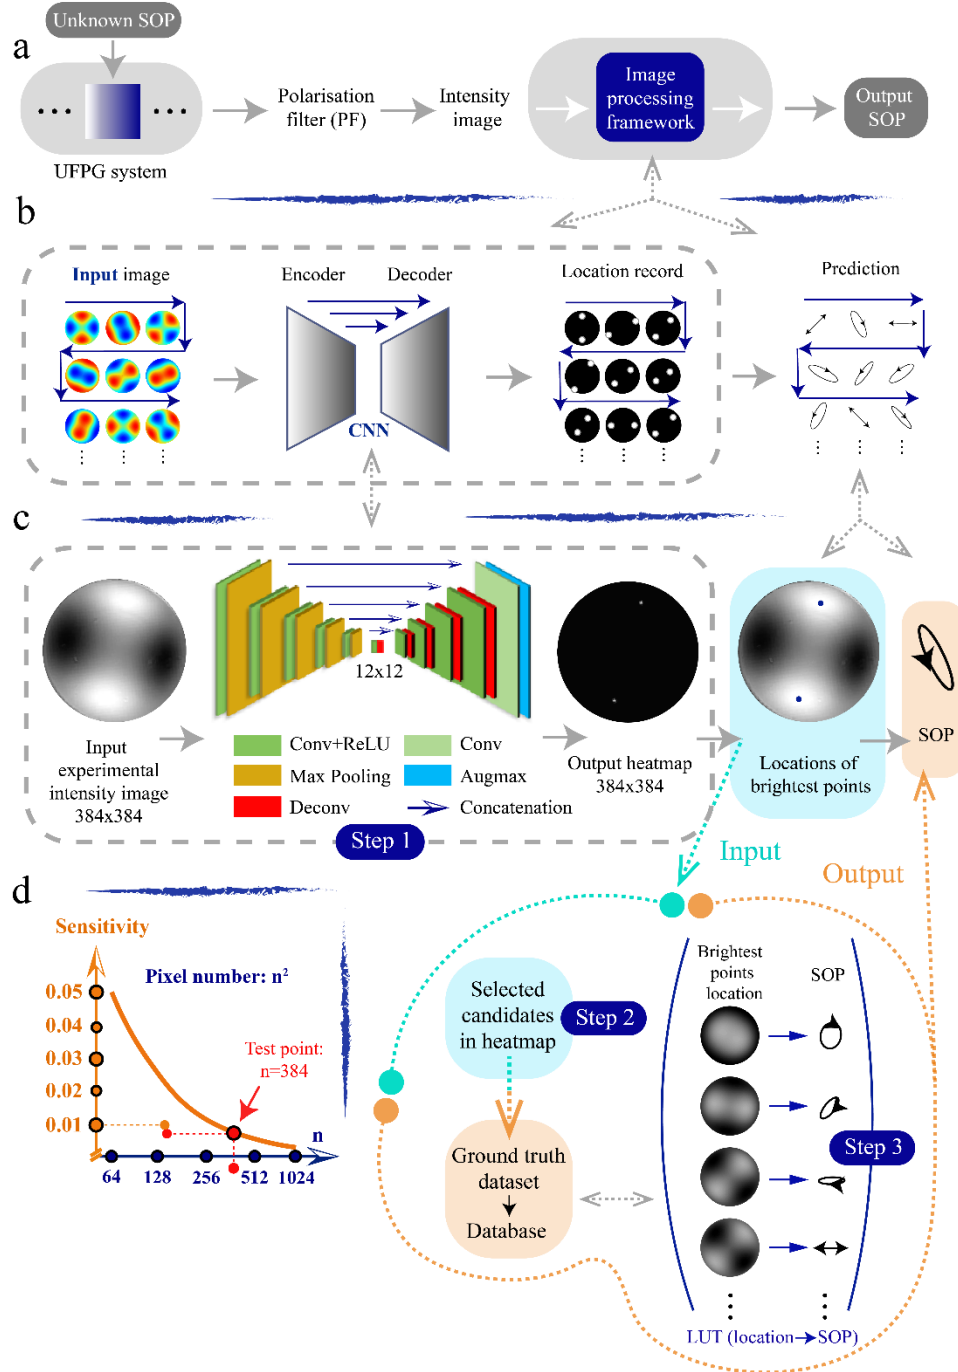 a
Unknown SOP
UFPG system
Polarisation
filter (PF)
Intensity
image
Image
processing
framework
Output
SOP
b
Input image
Encoder
Decoder
CNN
Location record
Prediction
c
Input
experimental
intensity image
384x384
12x12
Conv+ReLU
Conv
Max Pooling
Augmax
Deconv
Concatenation
Step 1
Output heatmap
384x384
Locations of
brightest points
SOP
Input
Output
d
Sensitivity
Pixel number: n²
0.05
0.04
0.03
0.02
0.01
Test point:
n=384
n
64
128
256
512
1024
Selected
candidates
in heatmap
Step 2
Ground truth
dataset
Database
Brightest
points
location
SOP
Step 3
LUT (location→SOP)